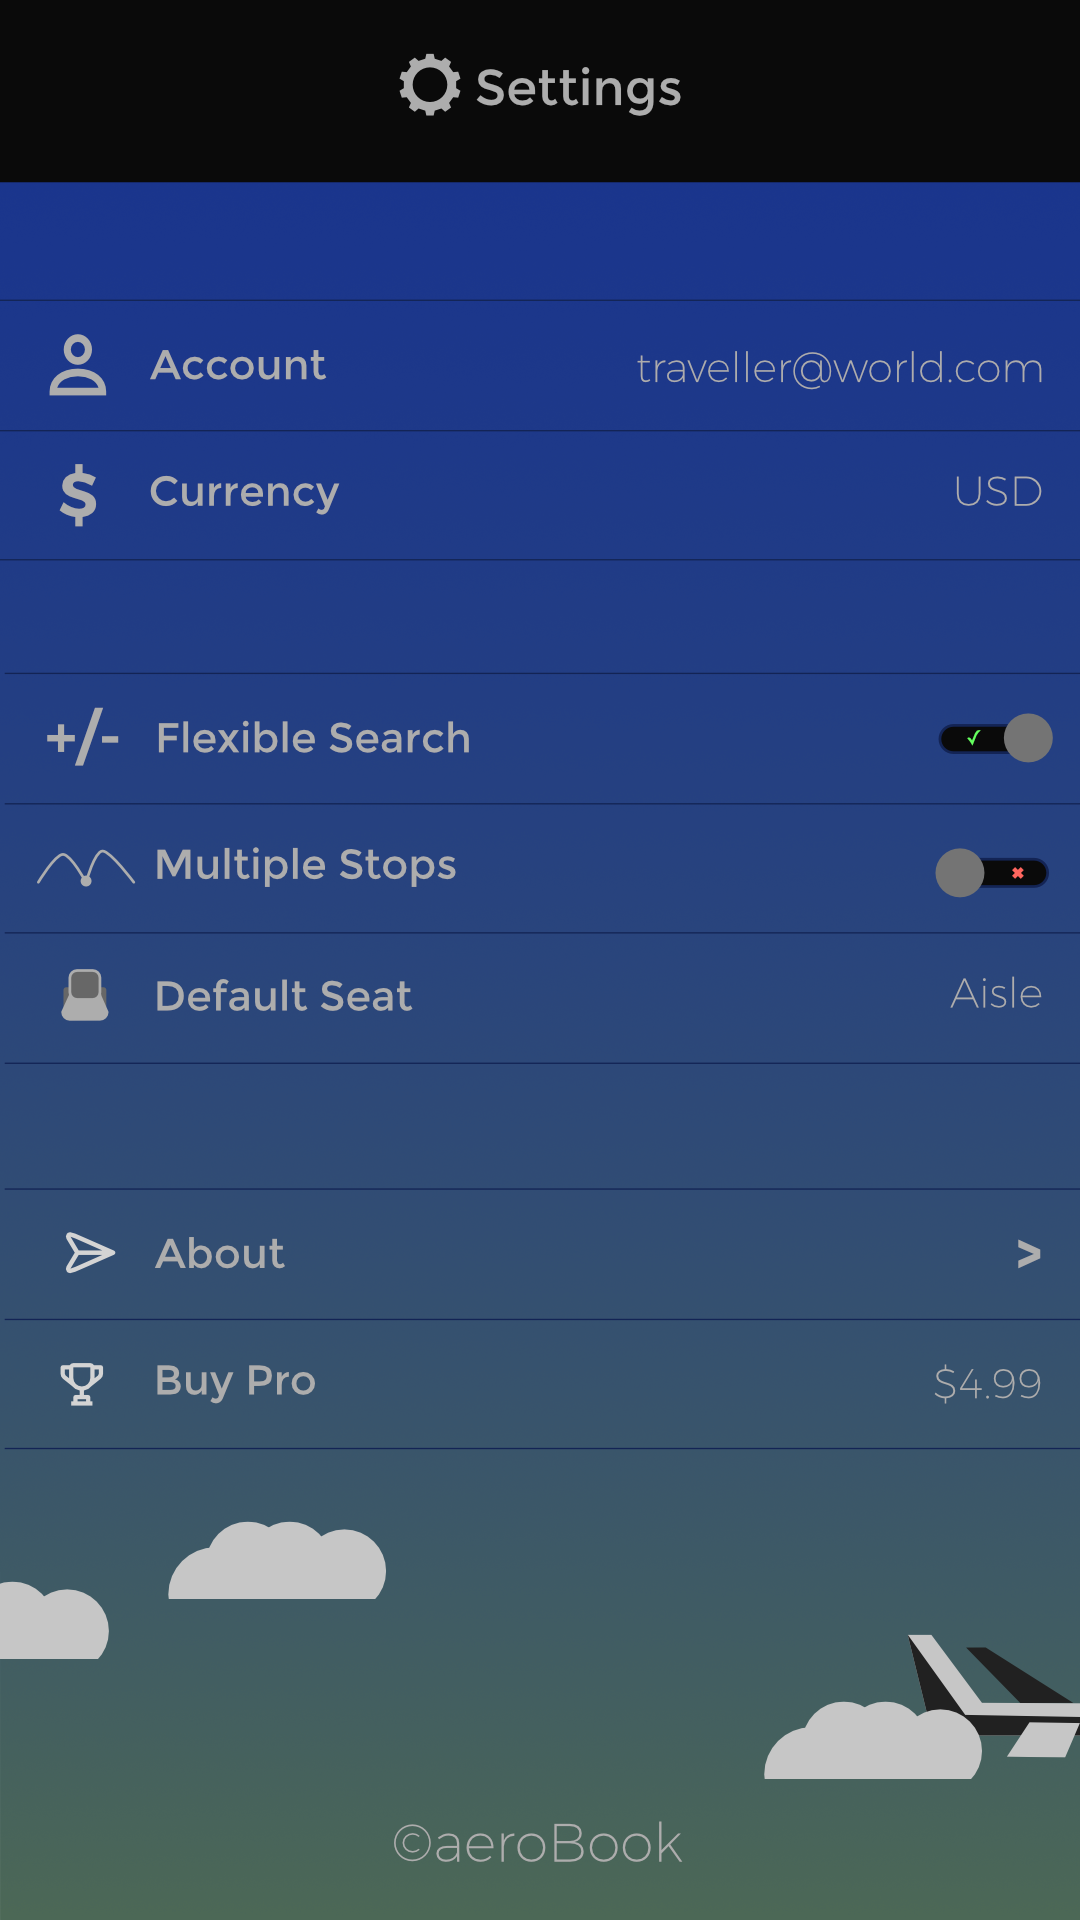 Settings
Account traveller@world.com
$ Currency USD
+/- Flexible Search
Multiple Stops
Default Seat Aisle
About >
Buy Pro $4.99
©aeroBook